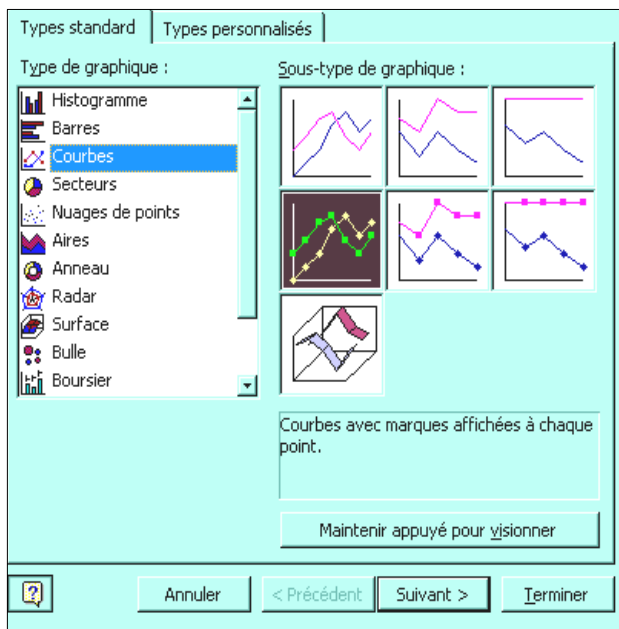 Types standard
Types personnalisés
Type de graphique :
Histogramme
Barres
Courbes
Secteurs
Nuages de points
Aires
Anneau
Radar
Surface
Bulle
Boursier
Sous-type de graphique :
Courbes avec marques affichées à chaque
point.
Maintenir appuyé pour visionner
?
Annuler
< Précédent
Suivant >
Terminer